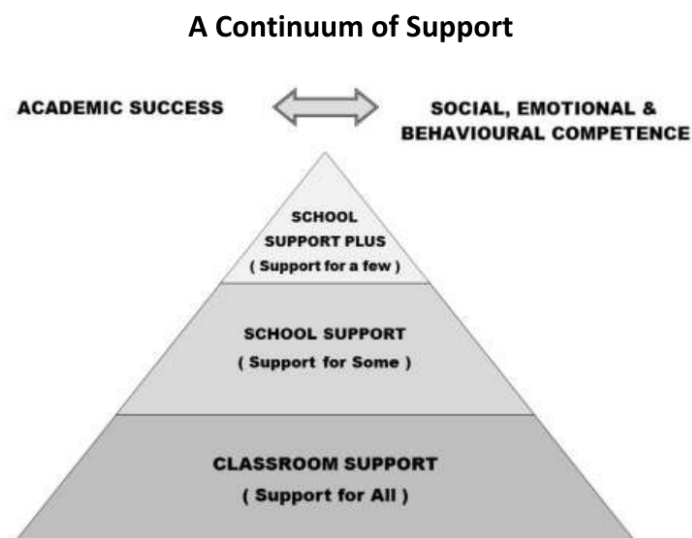 A Continuum of Support
ACADEMIC SUCCESS
SOCIAL, EMOTIONAL &
BEHAVIOURAL COMPETENCE
SCHOOL
SUPPORT PLUS
( Support for a few )
SCHOOL SUPPORT
( Support for Some )
CLASSROOM SUPPORT
( Support for All )